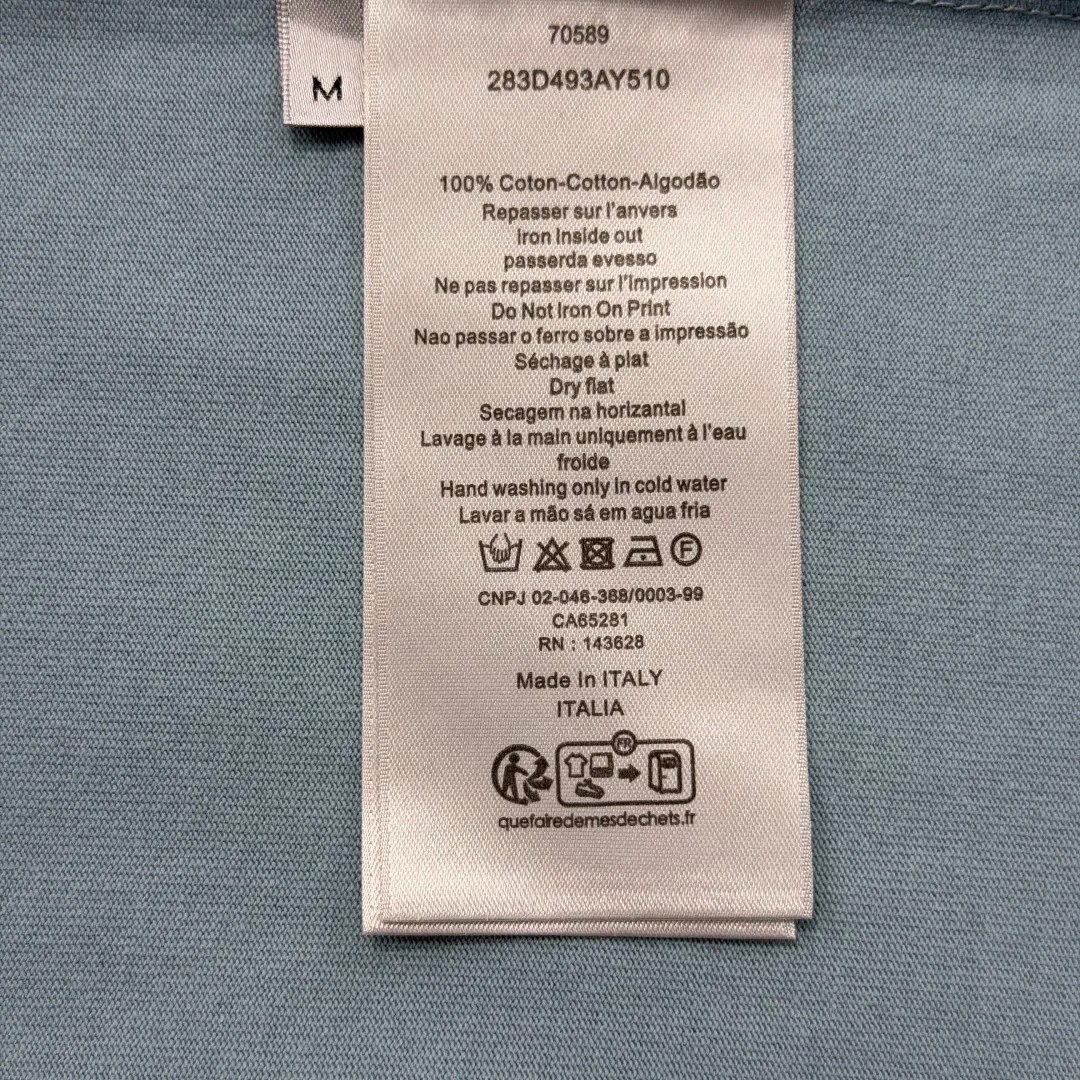 M
70589
283D493AY510
100% Coton-Cotton-Algodão
Repasser sur l'anvers
Iron Inside out
passerda evesso
Ne pas repasser sur l'Impression
Do Not Iron On Print
Nao passar o ferro sobre a impressão
Séchage à plat
Dry flat
Secagem na horizantal
Lavage à la main uniquement à l'eau
froide
Hand washing only in cold water
Lavar a mão sá em agua fria
F
CNPJ 02-046-368/0003-99
CA65281
RN : 143628
Made In ITALY
ITALIA
FR
quefairedemesdechets.fr